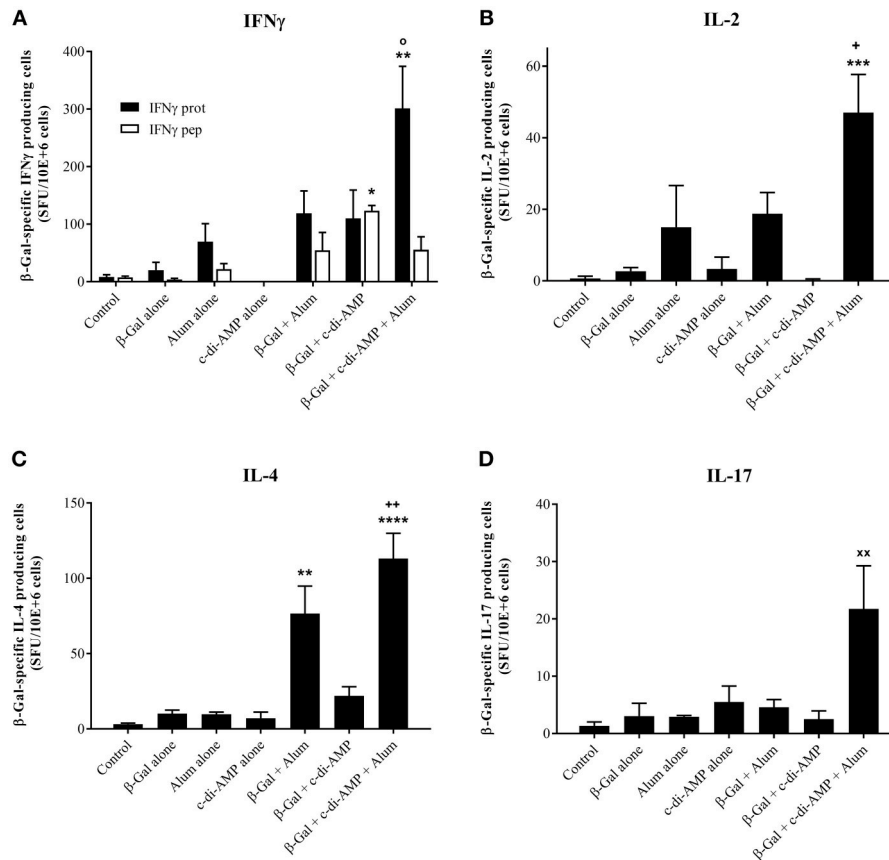 A
IFNγ
β-Gal-specific IFNγ producing cells
(SFU/10E+6 cells)
400
300
200
100
0
IFNγ prot
IFNγ pep
*
o
**
Control
β-Gal alone
Alum alone
c-di-AMP alone
β-Gal + Alum
β-Gal + c-di-AMP
β-Gal + c-di-AMP + Alum
B
IL-2
β-Gal-specific IL-2 producing cells
(SFU/10E+6 cells)
60
40
20
0
+
***
Control
β-Gal alone
Alum alone
c-di-AMP alone
β-Gal + Alum
β-Gal + c-di-AMP
β-Gal + c-di-AMP + Alum
C
IL-4
β-Gal-specific IL-4 producing cells
(SFU/10E+6 cells)
150
100
50
0
**
++
****
Control
β-Gal alone
Alum alone
c-di-AMP alone
β-Gal + Alum
β-Gal + c-di-AMP
β-Gal + c-di-AMP + Alum
D
IL-17
β-Gal-specific IL-17 producing cells
(SFU/10E+6 cells)
40
30
20
10
0
xx
Control
β-Gal alone
Alum alone
c-di-AMP alone
β-Gal + Alum
β-Gal + c-di-AMP
β-Gal + c-di-AMP + Alum